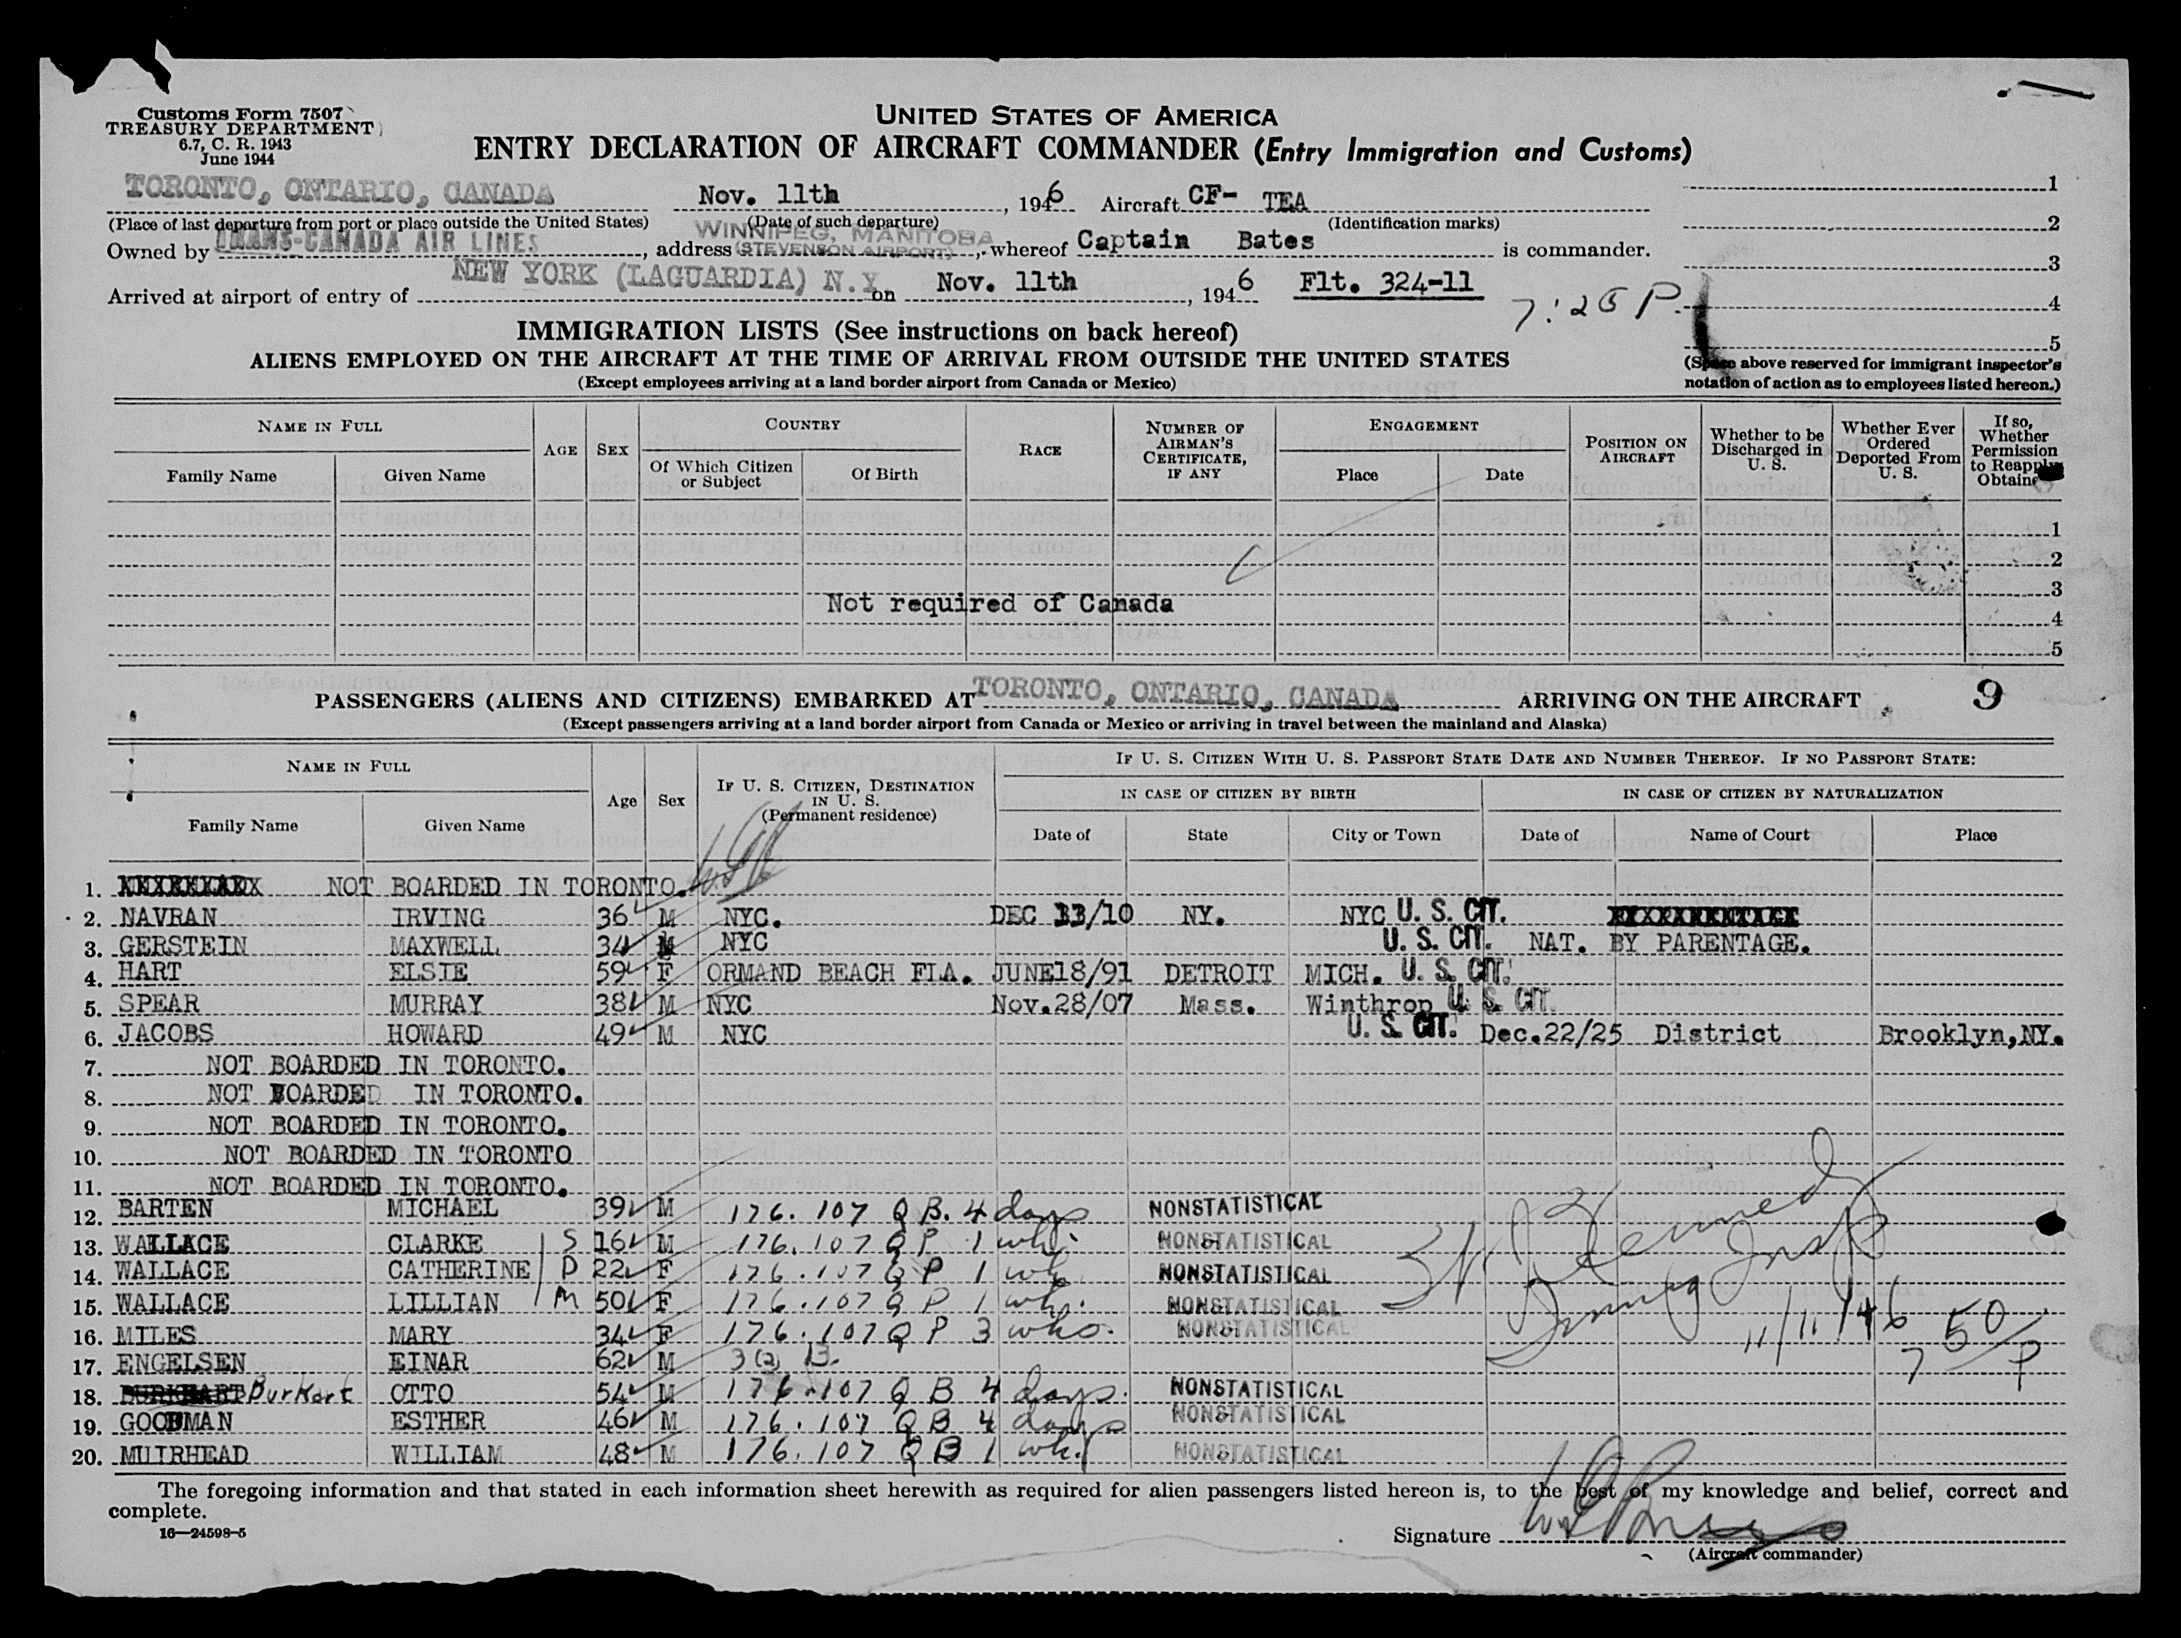 Customs Form 7507
TREASURY DEPARTMENT
6.7, C. R. 1943
June 1944
UNITED STATES OF AMERICA
ENTRY DECLARATION OF AIRCRAFT COMMANDER (Entry Immigration and Customs)
TORONTO, ONTARIO, CANADA Nov. 11th, 1946 Aircraft CF- TEA 1
(Place of last departure from port or place outside the United States) (Date of such departure) (Identification marks) 2
Owned by TRANS-CANADA AIR LINES, address WINNIPEG, MANITOBA (STEVENSON AIRPORT), whereof Captain Bates is commander.
3
Arrived at airport of entry of NEW YORK (LAGUARDIA) N.Y. on Nov. 11th, 1946 Flt. 324-11 7:25 P. 4
IMMIGRATION LISTS (See instructions on back hereof)
5
ALIENS EMPLOYED ON THE AIRCRAFT AT THE TIME OF ARRIVAL FROM OUTSIDE THE UNITED STATES
(Except employees arriving at a land border airport from Canada or Mexico)
(Space above reserved for immigrant inspector's
notation of action as to employees listed hereon.)
NAME IN FULL
Family Name Given Name
AGE SEX
COUNTRY
Of Which Citizen or Subject Of Birth
RACE
NUMBER OF AIRMAN'S CERTIFICATE, IF ANY
ENGAGEMENT
Place Date
POSITION ON AIRCRAFT
Whether to be Discharged in U. S.
Whether Ever Ordered Deported From U. S.
If so, Whether Permission to Reapply Obtained
1
2
Not required of Canada 3
4
5
PASSENGERS (ALIENS AND CITIZENS) EMBARKED AT TORONTO, ONTARIO, CANADA ARRIVING ON THE AIRCRAFT 9
(Except passengers arriving at a land border airport from Canada or Mexico or arriving in travel between the mainland and Alaska)
NAME IN FULL
Family Name Given Name
Age Sex
IF U. S. CITIZEN, DESTINATION IN U. S. (Permanent residence)
IF U. S. CITIZEN WITH U. S. PASSPORT STATE DATE AND NUMBER THEREOF. IF NO PASSPORT STATE:
IN CASE OF CITIZEN BY BIRTH IN CASE OF CITIZEN BY NATURALIZATION
Date of State City or Town Date of Name of Court Place
1. NOT BOARDED IN TORONTO.
2. NAVRAN IRVING 36 M NYC. DEC 13/10 NY. NYC U. S. CIT.
3. GERSTEIN MAXWELL 34 M NYC U. S. CIT. NAT. BY PARENTAGE.
4. HART ELSIE 59 F ORMAND BEACH FLA. JUNE18/91 DETROIT MICH. U. S. CIT.
5. SPEAR MURRAY 38 M NYC Nov.28/07 Mass. Winthrop U. S. CIT.
6. JACOBS HOWARD 49 M NYC U. S. CIT. Dec.22/25 District Brooklyn,NY.
7. NOT BOARDED IN TORONTO.
8. NOT BOARDED IN TORONTO.
9. NOT BOARDED IN TORONTO.
10. NOT BOARDED IN TORONTO
11. NOT BOARDED IN TORONTO.
12. BARTEN MICHAEL 39 M 176.107 Q B. 4 days NONSTATISTICAL
13. WALLACE CLARKE S 16 M 176.107 Q P 1 wk. NONSTATISTICAL
14. WALLACE CATHERINE D 22 F 176.107 Q P 1 wk. NONSTATISTICAL
15. WALLACE LILLIAN M 50 F 176.107 Q P 1 wk. NONSTATISTICAL
16. MILES MARY 34 F 176.107 Q P 3 wks. NONSTATISTICAL
17. ENGELSEN EINAR 62 M 3(2) B.
18. Burkart OTTO 54 M 176.107 Q B 4 days. NONSTATISTICAL
19. GOODMAN ESTHER 46 M 176.107 Q B 4 days NONSTATISTICAL
20. MUIRHEAD WILLIAM 48 M 176.107 Q B 1 wk. NONSTATISTICAL
Kennedy
Immig Insp
11/11/46 7 50 P
The foregoing information and that stated in each information sheet herewith as required for alien passengers listed hereon is, to the best of my knowledge and belief, correct and
complete.
16—24598-5
Signature
(Aircraft commander)